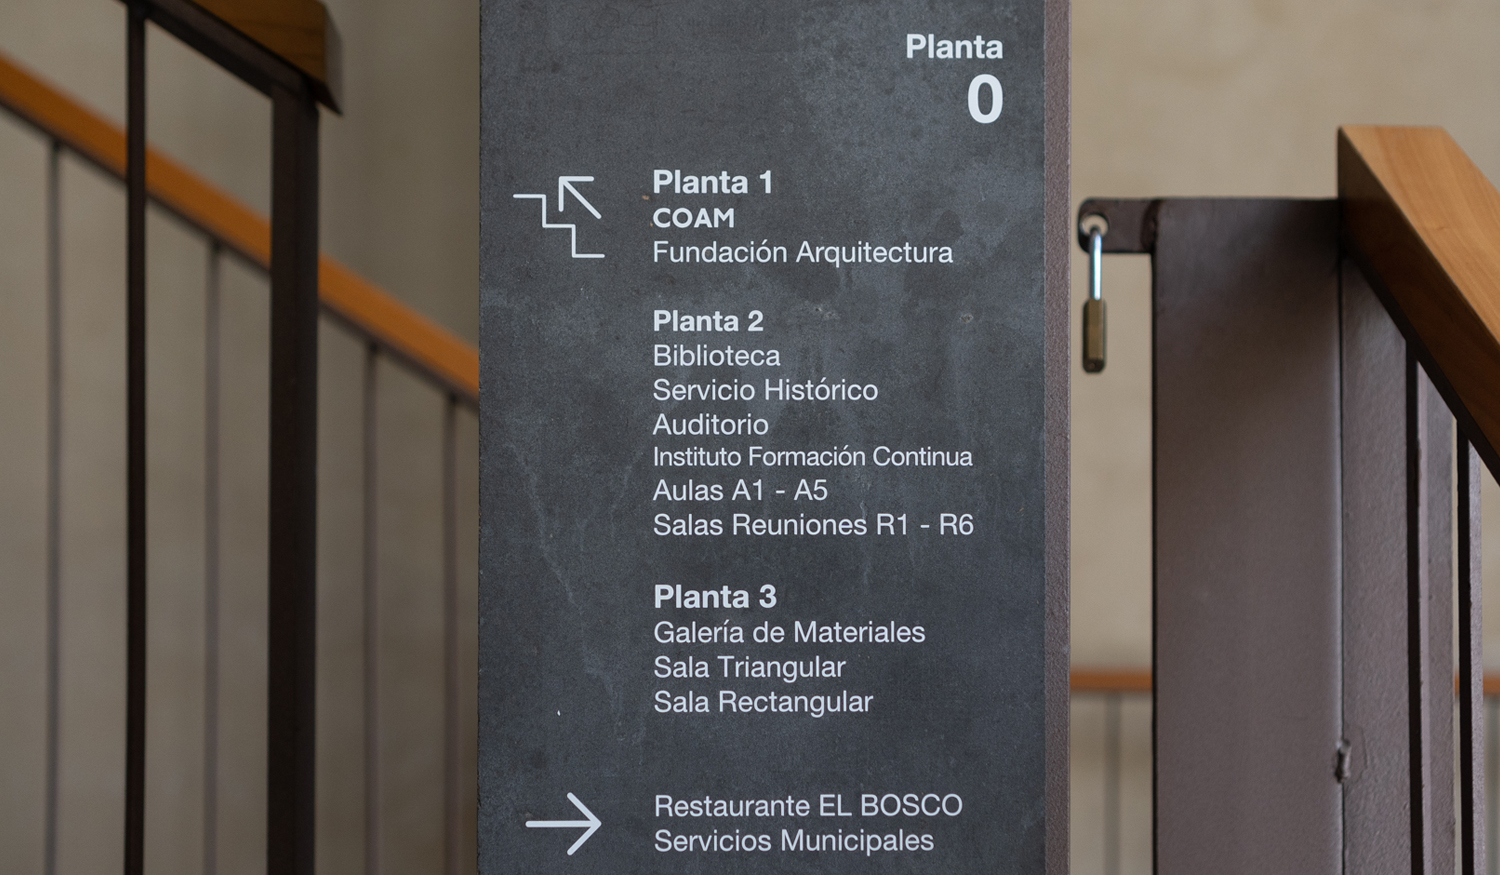 Planta
0
Planta 1
COAM
Fundación Arquitectura
Planta 2
Biblioteca
Servicio Histórico
Auditorio
Instituto Formación Continua
Aulas A1 - A5
Salas Reuniones R1 - R6
Planta 3
Galería de Materiales
Sala Triangular
Sala Rectangular
Restaurante EL BOSCO
Servicios Municipales